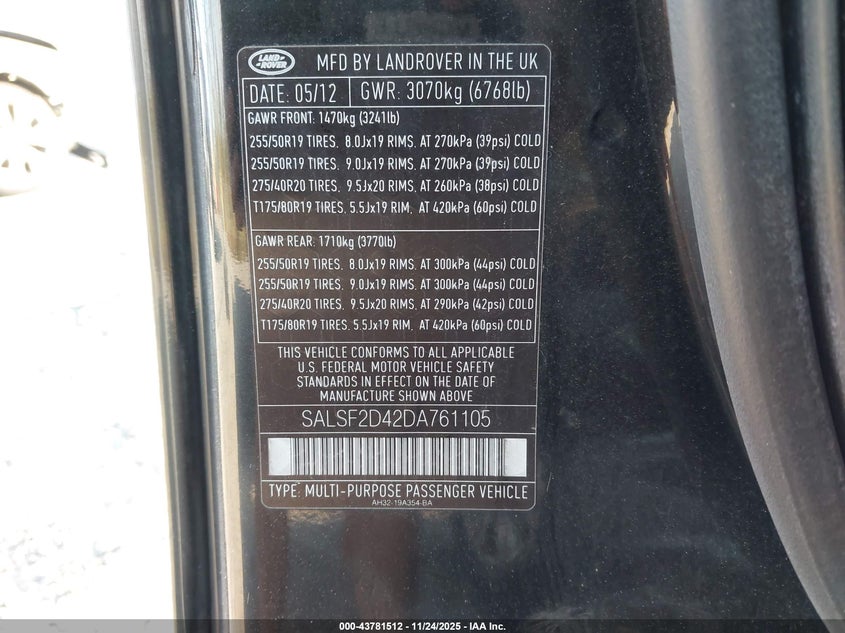 LAND
ROVER
MFD BY LANDROVER IN THE UK
DATE: 05/12 GWR: 3070kg (6768lb)
GAWR FRONT: 1470kg (3241lb)
255/50R19 TIRES. 8.0Jx19 RIMS. AT 270kPa (39psi) COLD
255/50R19 TIRES. 9.0Jx19 RIMS. AT 270kPa (39psi) COLD
275/40R20 TIRES. 9.5Jx20 RIMS. AT 260kPa (38psi) COLD
T175/80R19 TIRES. 5.5Jx19 RIM. AT 420kPa (60psi) COLD
GAWR REAR: 1710kg (3770lb)
255/50R19 TIRES. 8.0Jx19 RIMS. AT 300kPa (44psi) COLD
255/50R19 TIRES. 9.0Jx19 RIMS. AT 300kPa (44psi) COLD
275/40R20 TIRES. 9.5Jx20 RIMS. AT 290kPa (42psi) COLD
T175/80R19 TIRES. 5.5Jx19 RIM. AT 420kPa (60psi) COLD
THIS VEHICLE CONFORMS TO ALL APPLICABLE
U.S. FEDERAL MOTOR VEHICLE SAFETY
STANDARDS IN EFFECT ON THE DATE OF
MANUFACTURE SHOWN ABOVE
SALSF2D42DA761105
TYPE: MULTI-PURPOSE PASSENGER VEHICLE
AH32-19A354-BA
000-43781512 - 11/24/2025 - IAA Inc.